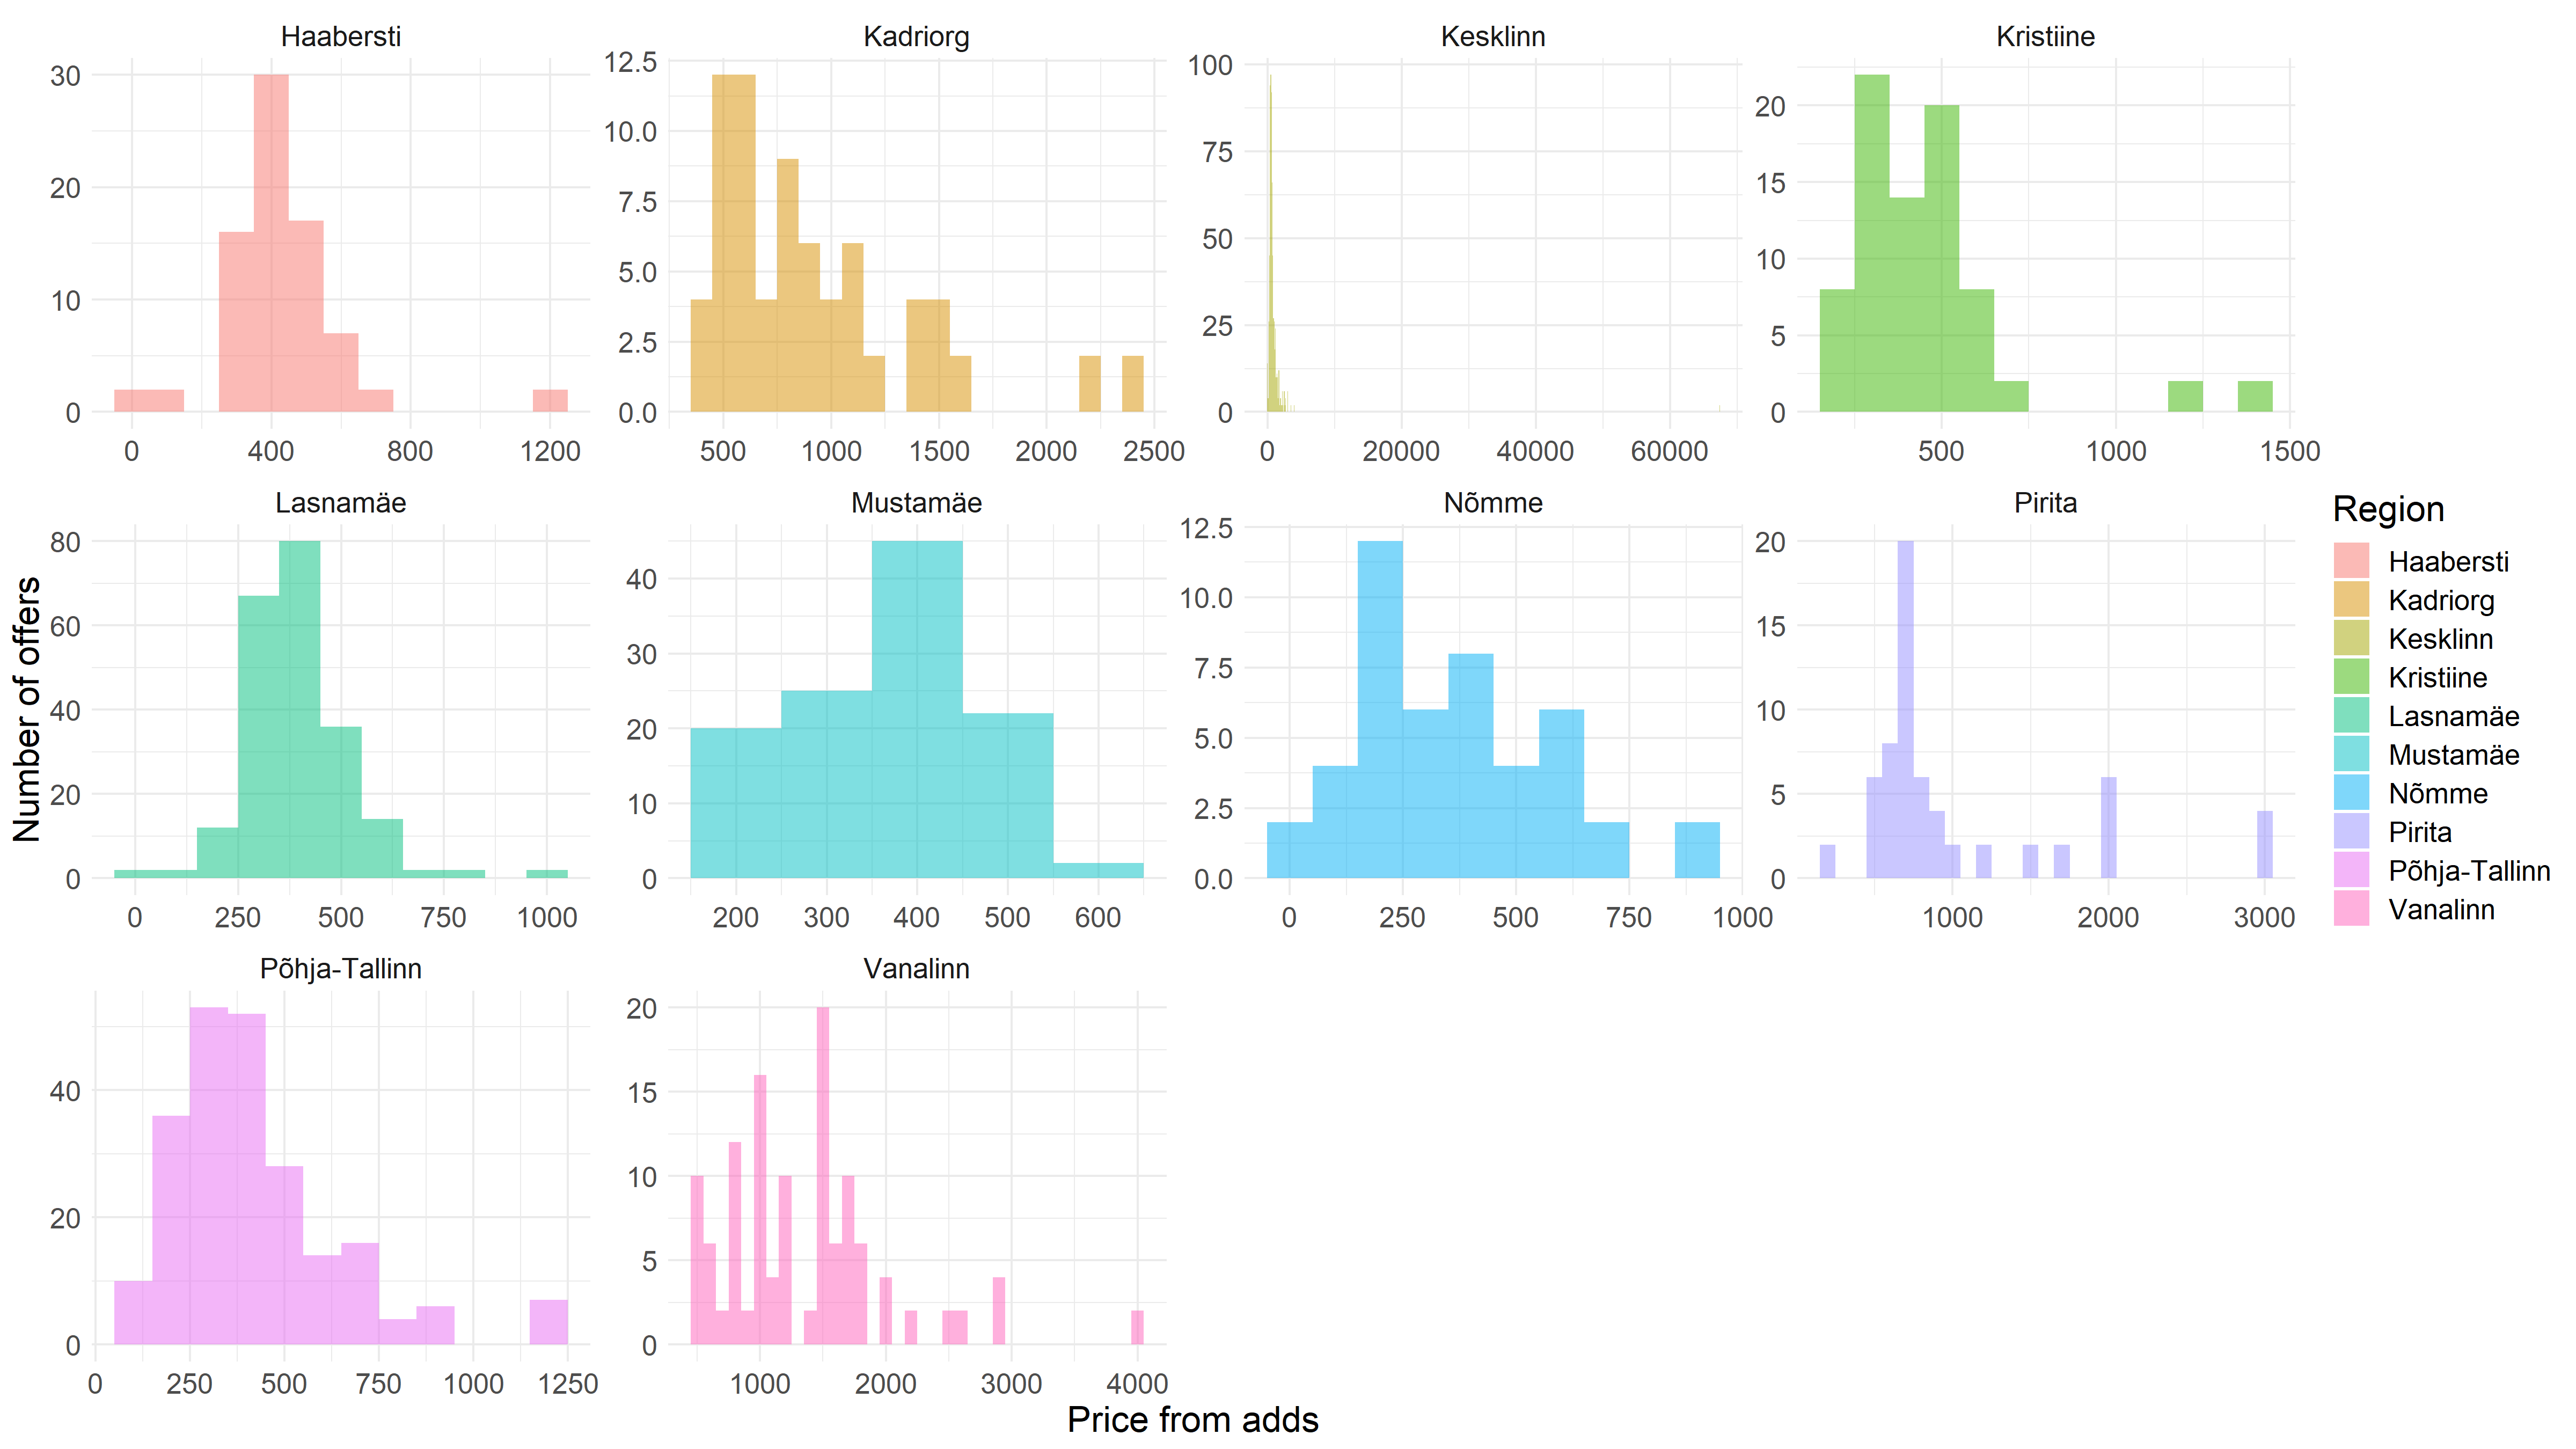 Haabersti Kadriorg Kesklinn Kristiine
30 20 10 0
0 400 800 1200
12.5 10.0 7.5 5.0 2.5 0.0
500 1000 1500 2000 2500
100 75 50 25 0
0 20000 40000 60000
20 15 10 5 0
500 1000 1500
Lasnamäe Mustamäe Nõmme Pirita
80 60 40 20 0
0 250 500 750 1000
40 30 20 10 0
200 300 400 500 600
12.5 10.0 7.5 5.0 2.5 0.0
0 250 500 750 1000
20 15 10 5 0
1000 2000 3000
Põhja-Tallinn Vanalinn
40 20 0
0 250 500 750 1000 1250
20 15 10 5 0
1000 2000 3000 4000
Number of offers
Price from adds
Region
Haabersti
Kadriorg
Kesklinn
Kristiine
Lasnamäe
Mustamäe
Nõmme
Pirita
Põhja-Tallinn
Vanalinn